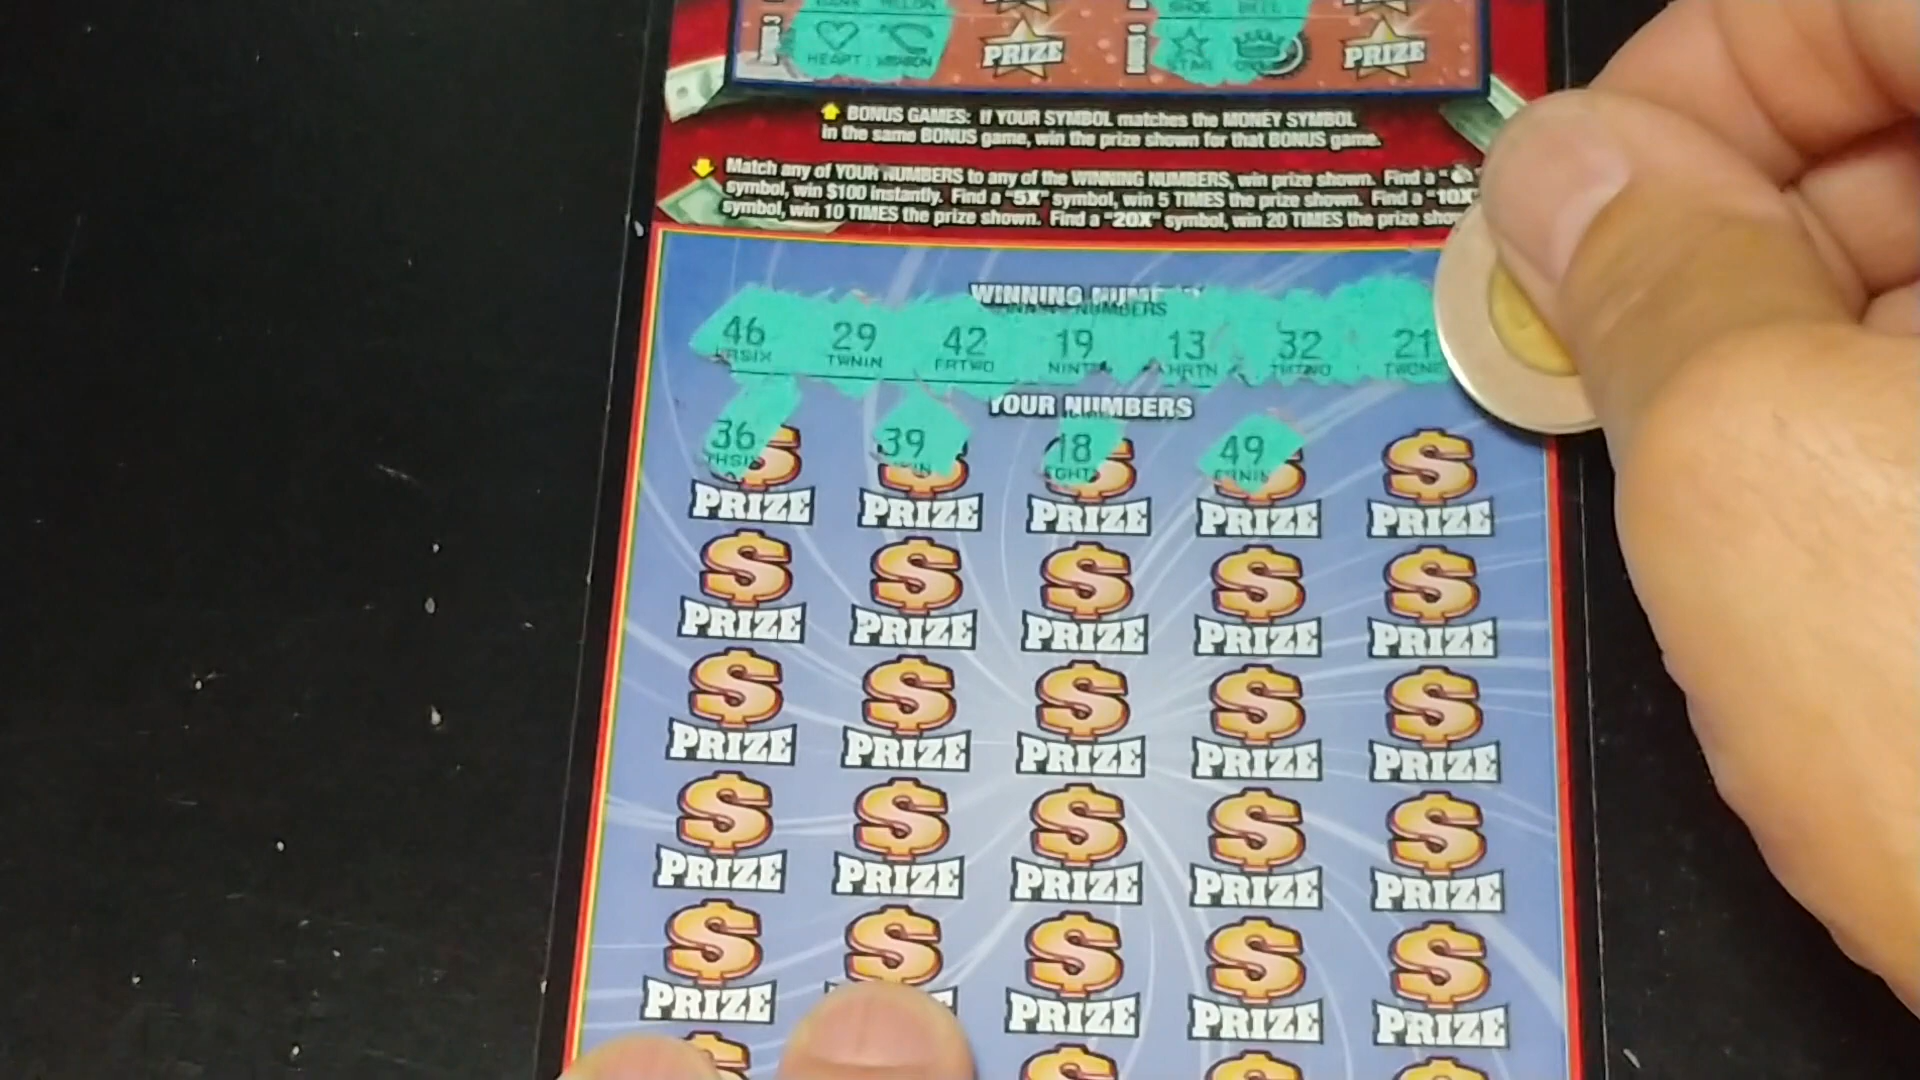 SHOE BELL
HEART STAR
PRIZE PRIZE
BONUS GAMES: If YOUR SYMBOL matches the MONEY SYMBOL
in the same BONUS game, win the prize shown for that BONUS game.
Match any of YOUR NUMBERS to any of the WINNING NUMBERS, win prize shown. Find a "
symbol, win $100 instantly. Find a "5X" symbol, win 5 TIMES the prize shown. Find a "10X"
symbol, win 10 TIMES the prize shown. Find a "20X" symbol, win 20 TIMES the prize
WINNING
NUMBERS
46 29 42 19 13 32 21
TWNIN FRTWO
YOUR NUMBERS
36 39 18 49 $
PRIZE PRIZE PRIZE PRIZE PRIZE
$ $ $ $ $
PRIZE PRIZE PRIZE PRIZE PRIZE
$ $ $ $ $
PRIZE PRIZE PRIZE PRIZE PRIZE
$ $ $ $ $
PRIZE PRIZE PRIZE PRIZE PRIZE
$ $ $ $ $
PRIZE PRIZE PRIZE PRIZE